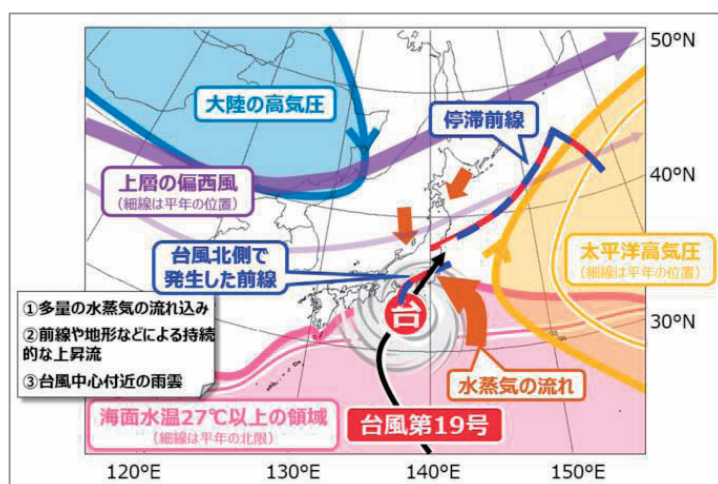 50°N
大陸の高気圧
停滞前線
上層の偏西風
（細線は平年の位置）
40°N
台風北側で
発生した前線
太平洋高気圧
（細線は平年の位置）
①多量の水蒸気の流れ込み
②前線や地形などによる持続
的な上昇流
③台風中心付近の雨雲
台
30°N
水蒸気の流れ
海面水温27℃以上の領域
（細線は平年の北限）
台風第19号
120°E
130°E
140°E
150°E